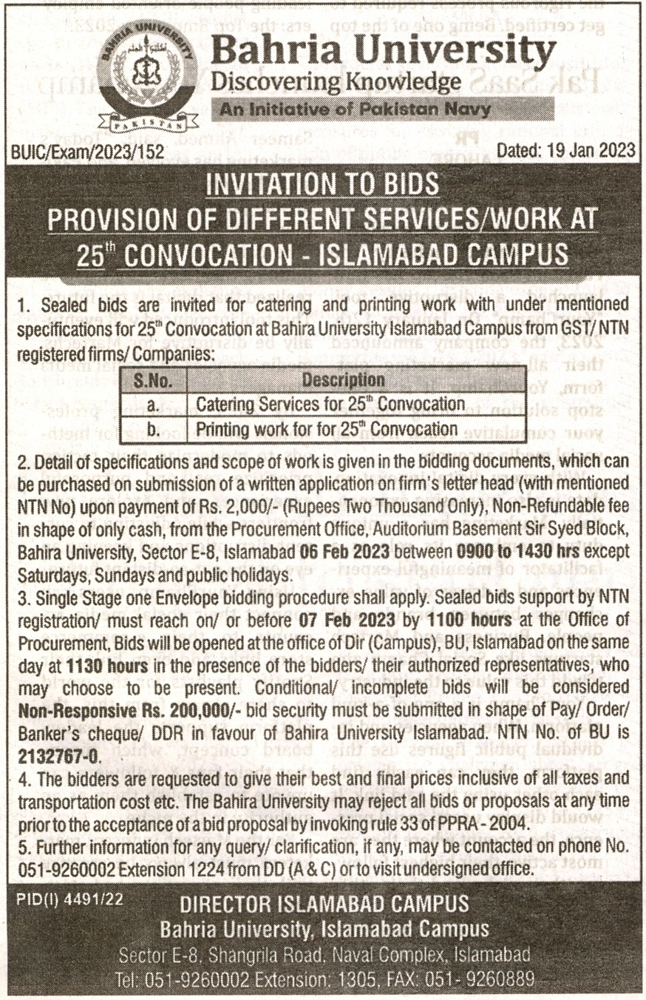 BAHRIA UNIVERSITY
PAKISTAN
Bahria University
Discovering Knowledge
An Initiative of Pakistan Navy
BUIC/Exam/2023/152 Dated: 19 Jan 2023
INVITATION TO BIDS
PROVISION OF DIFFERENT SERVICES/WORK AT
25th CONVOCATION - ISLAMABAD CAMPUS
1. Sealed bids are invited for catering and printing work with under mentioned
specifications for 25th Convocation at Bahira University Islamabad Campus from GST/ NTN
registered firms/ Companies:
S.No. Description
a. Catering Services for 25th Convocation
b. Printing work for for 25th Convocation
2. Detail of specifications and scope of work is given in the bidding documents, which can
be purchased on submission of a written application on firm's letter head (with mentioned
NTN No) upon payment of Rs. 2,000/- (Rupees Two Thousand Only), Non-Refundable fee
in shape of only cash, from the Procurement Office, Auditorium Basement Sir Syed Block,
Bahira University, Sector E-8, Islamabad 06 Feb 2023 between 0900 to 1430 hrs except
Saturdays, Sundays and public holidays.
3. Single Stage one Envelope bidding procedure shall apply. Sealed bids support by NTN
registration/ must reach on/ or before 07 Feb 2023 by 1100 hours at the Office of
Procurement, Bids will be opened at the office of Dir (Campus), BU, Islamabad on the same
day at 1130 hours in the presence of the bidders/ their authorized representatives, who
may choose to be present. Conditional/ incomplete bids will be considered
Non-Responsive Rs. 200,000/- bid security must be submitted in shape of Pay/ Order/
Banker's cheque/ DDR in favour of Bahira University Islamabad. NTN No. of BU is
2132767-0.
4. The bidders are requested to give their best and final prices inclusive of all taxes and
transportation cost etc. The Bahira University may reject all bids or proposals at any time
prior to the acceptance of a bid proposal by invoking rule 33 of PPRA - 2004.
5. Further information for any query/ clarification, if any, may be contacted on phone No.
051-9260002 Extension 1224 from DD (A & C) or to visit undersigned office.
PID(I) 4491/22
DIRECTOR ISLAMABAD CAMPUS
Bahria University, Islamabad Campus
Sector E-8, Shangrila Road, Naval Complex, Islamabad
Tel: 051-9260002 Extension: 1305, FAX: 051- 9260889